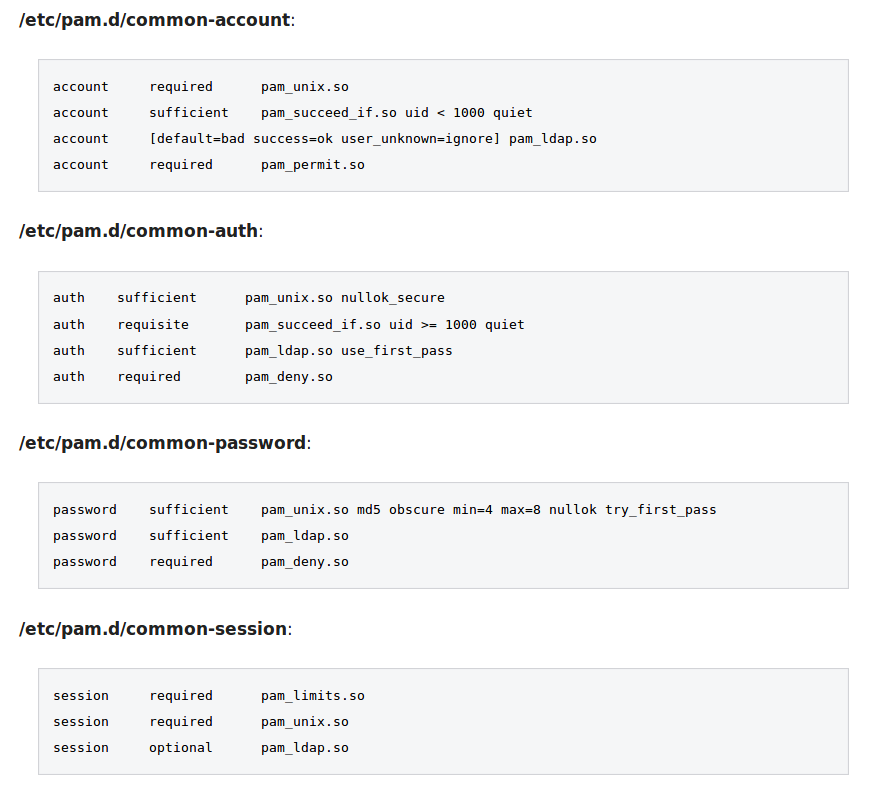 /etc/pam.d/common-account:
account     required      pam_unix.so
account     sufficient    pam_succeed_if.so uid < 1000 quiet
account     [default=bad success=ok user_unknown=ignore] pam_ldap.so
account     required      pam_permit.so
/etc/pam.d/common-auth:
auth    sufficient      pam_unix.so nullok_secure
auth    requisite       pam_succeed_if.so uid >= 1000 quiet
auth    sufficient      pam_ldap.so use_first_pass
auth    required        pam_deny.so
/etc/pam.d/common-password:
password    sufficient    pam_unix.so md5 obscure min=4 max=8 nullok try_first_pass
password    sufficient    pam_ldap.so
password    required      pam_deny.so
/etc/pam.d/common-session:
session     required      pam_limits.so
session     required      pam_unix.so
session     optional      pam_ldap.so